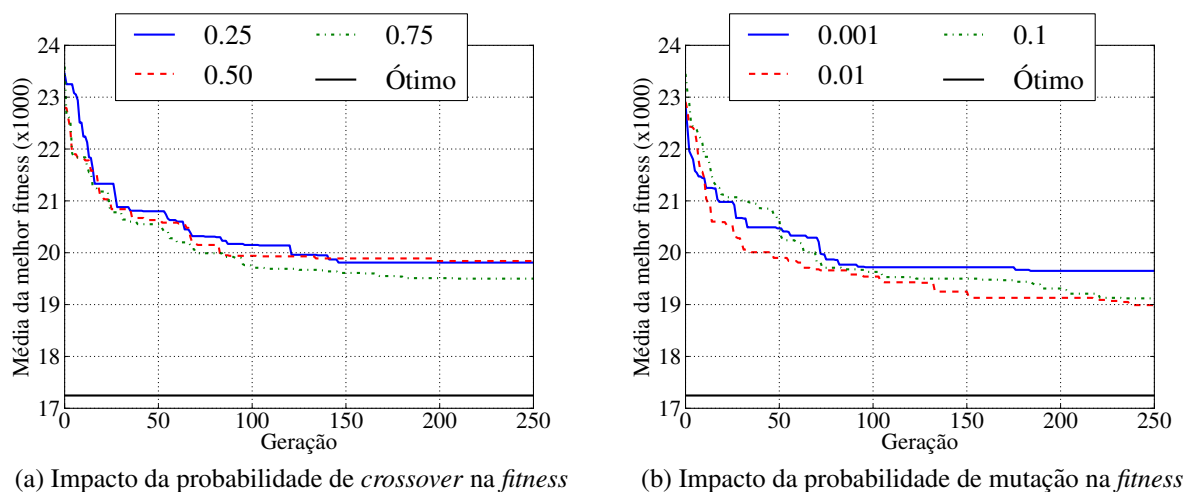 0.25
0.50
0.75
Ótimo
Média da melhor fitness (x1000)
24
23
22
21
20
19
18
17
0 50 100 150 200 250
Geração
(a) Impacto da probabilidade de crossover na fitness
0.001
0.01
0.1
Ótimo
Média da melhor fitness (x1000)
24
23
22
21
20
19
18
17
0 50 100 150 200 250
Geração
(b) Impacto da probabilidade de mutação na fitness